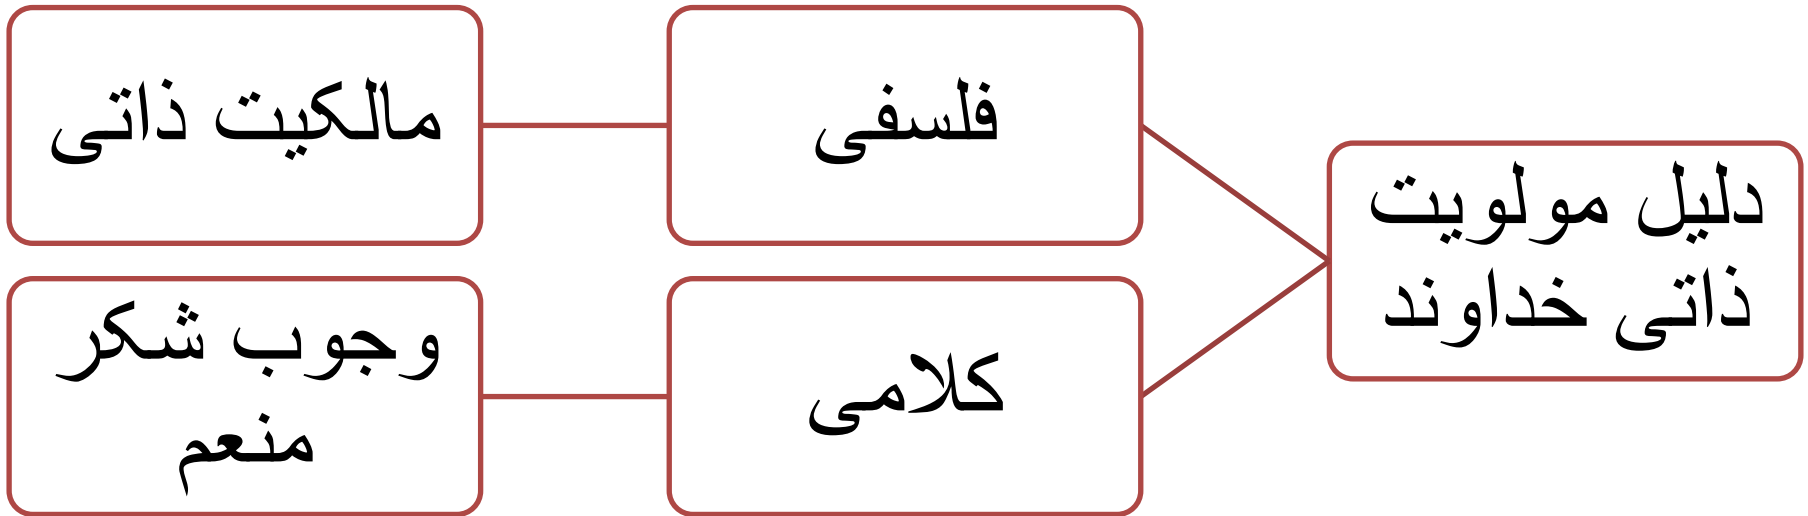 دلیل مولویت
ذاتی خداوند
فلسفی
مالکیت ذاتی
کلامی
وجوب شکر
منعم